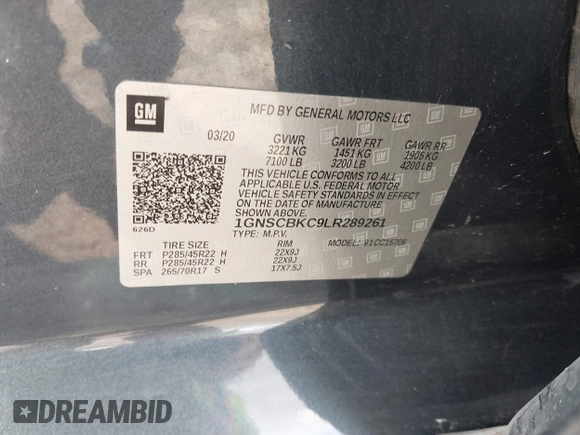 GM
MFD BY GENERAL MOTORS LLC
03/20 GVWR GAWR FRT GAWR RR
3221 KG 1451 KG 1905 KG
7100 LB 3200 LB 4200 LB
THIS VEHICLE CONFORMS TO ALL
APPLICABLE U.S. FEDERAL MOTOR
VEHICLE SAFETY STANDARDS IN EFFECT
ON THE DATE OF MANUFACTURE
SHOWN ABOVE
1GNSCBKC9LR289261
626D
TYPE: M.P.V. MODEL: 91CC15706
TIRE SIZE RIM
FRT P285/45R22 H 22X9J
RR P285/45R22 H 22X9J
SPA 265/70R17 S 17X7.5J
DREAMBID